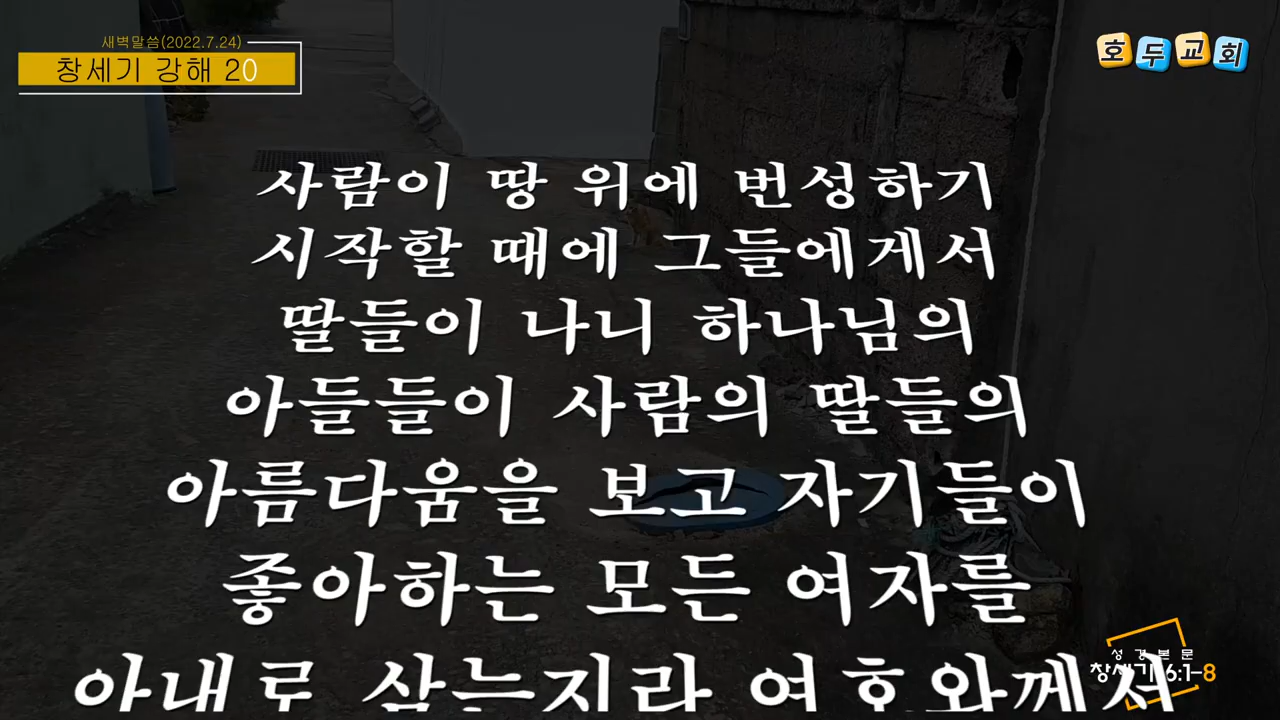 새벽말씀(2022.7.24)
창세기 강해 20
호두교회
사람이 땅 위에 번성하기
시작할 때에 그들에게서
딸들이 나니 하나님의
아들들이 사람의 딸들의
아름다움을 보고 자기들이
좋아하는 모든 여자를
아내로 삼는지라 여호와께서
성경본문
창세기 6:1-8